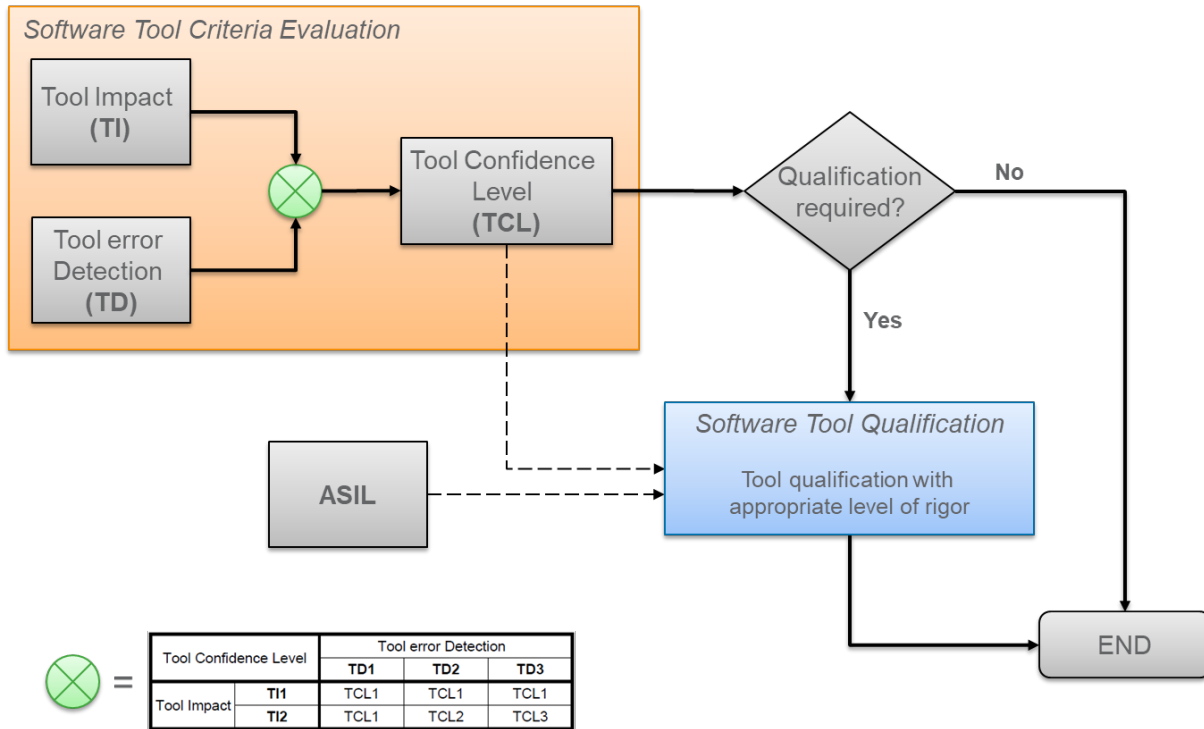 Software Tool Criteria Evaluation
Tool Impact
(TI)
Tool error
Detection
(TD)
Tool Confidence
Level
(TCL)
Qualification
required?
No
Yes
Software Tool Qualification
Tool qualification with
appropriate level of rigor
ASIL
END
=
Tool Confidence Level
Tool error Detection
TD1 TD2 TD3
Tool Impact
TI1 TCL1 TCL1 TCL1
TI2 TCL1 TCL2 TCL3